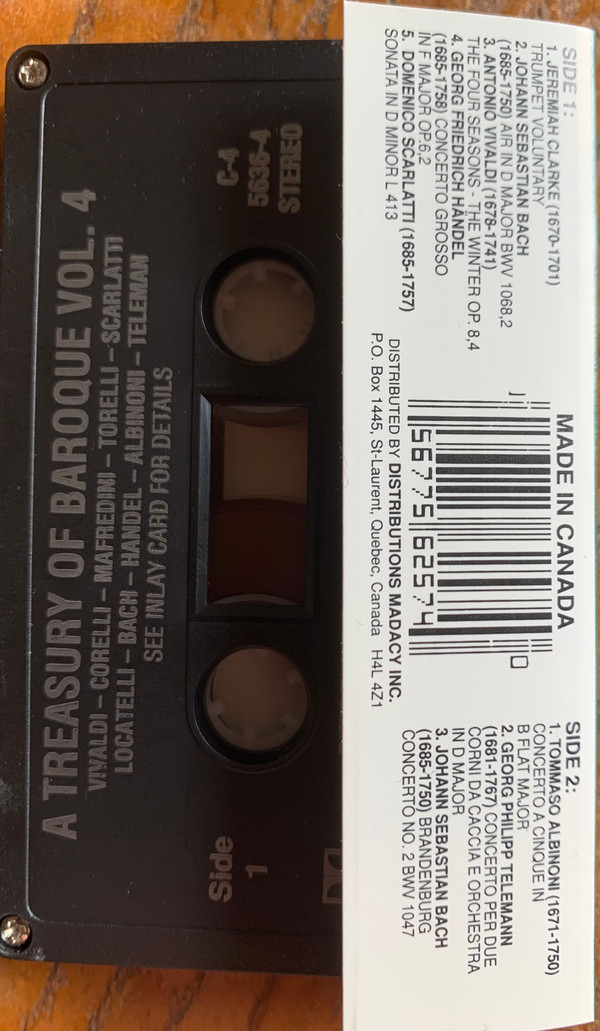 A TREASURY OF BAROQUE VOL. 4
VIVALDI – CORELLI – MAFREDINI – TORELLI – SCARLATTI
LOCATELLI – BACH – HANDEL – ALBINONI – TELEMAN
SEE INLAY CARD FOR DETAILS
C-4
5636-4
STEREO
Side
1
SIDE 1:
1. JEREMIAH CLARKE (1670-1701)
TRUMPET VOLUNTARY
2. JOHANN SEBASTIAN BACH
(1685-1750) AIR IN D MAJOR BWV 1068,2
3. ANTONIO VIVALDI (1678-1741)
THE FOUR SEASONS - THE WINTER OP. 8,4
4. GEORG FRIEDRICH HÄNDEL
(1685-1758) CONCERTO GROSSO
IN F MAJOR OP.6,2
5. DOMENICO SCARLATTI (1685-1757)
SONATA IN D MINOR L 413
MADE IN CANADA
0
56775 62574
DISTRIBUTED BY DISTRIBUTIONS MADACY INC.
P.O. Box 1445, St-Laurent, Quebec, Canada H4L 4Z1
SIDE 2:
1. TOMMASO ALBINONI (1671-1750)
CONCERTO A CINQUE IN
B FLAT MAJOR
2. GEORG PHILIPP TELEMANN
(1681-1767) CONCERTO PER DUE
CORNI DA CACCIA E ORCHESTRA
IN D MAJOR
3. JOHANN SEBASTIAN BACH
(1685-1750) BRANDENBURG
CONCERTO NO. 2 BWV 1047